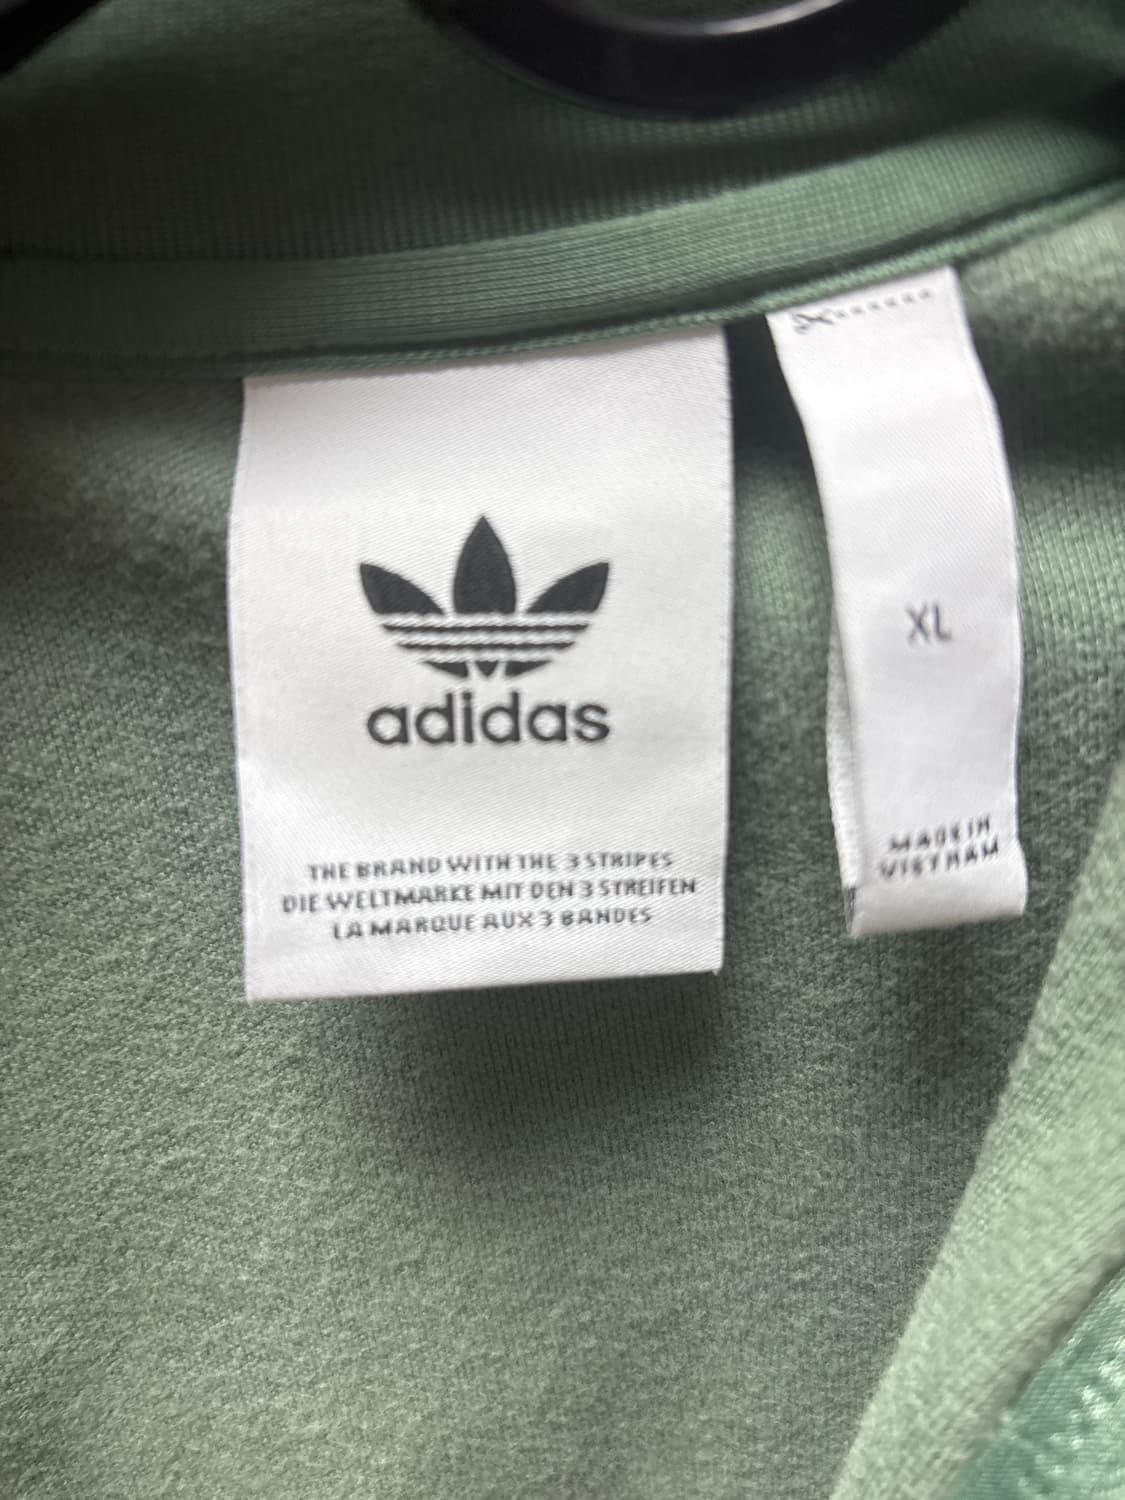 adidas
THE BRAND WITH THE 3 STRIPES
DIE WELTMARKE MIT DEN 3 STREIFEN
LA MARQUE AUX 3 BANDES
XL
MADE IN
VIETNAM